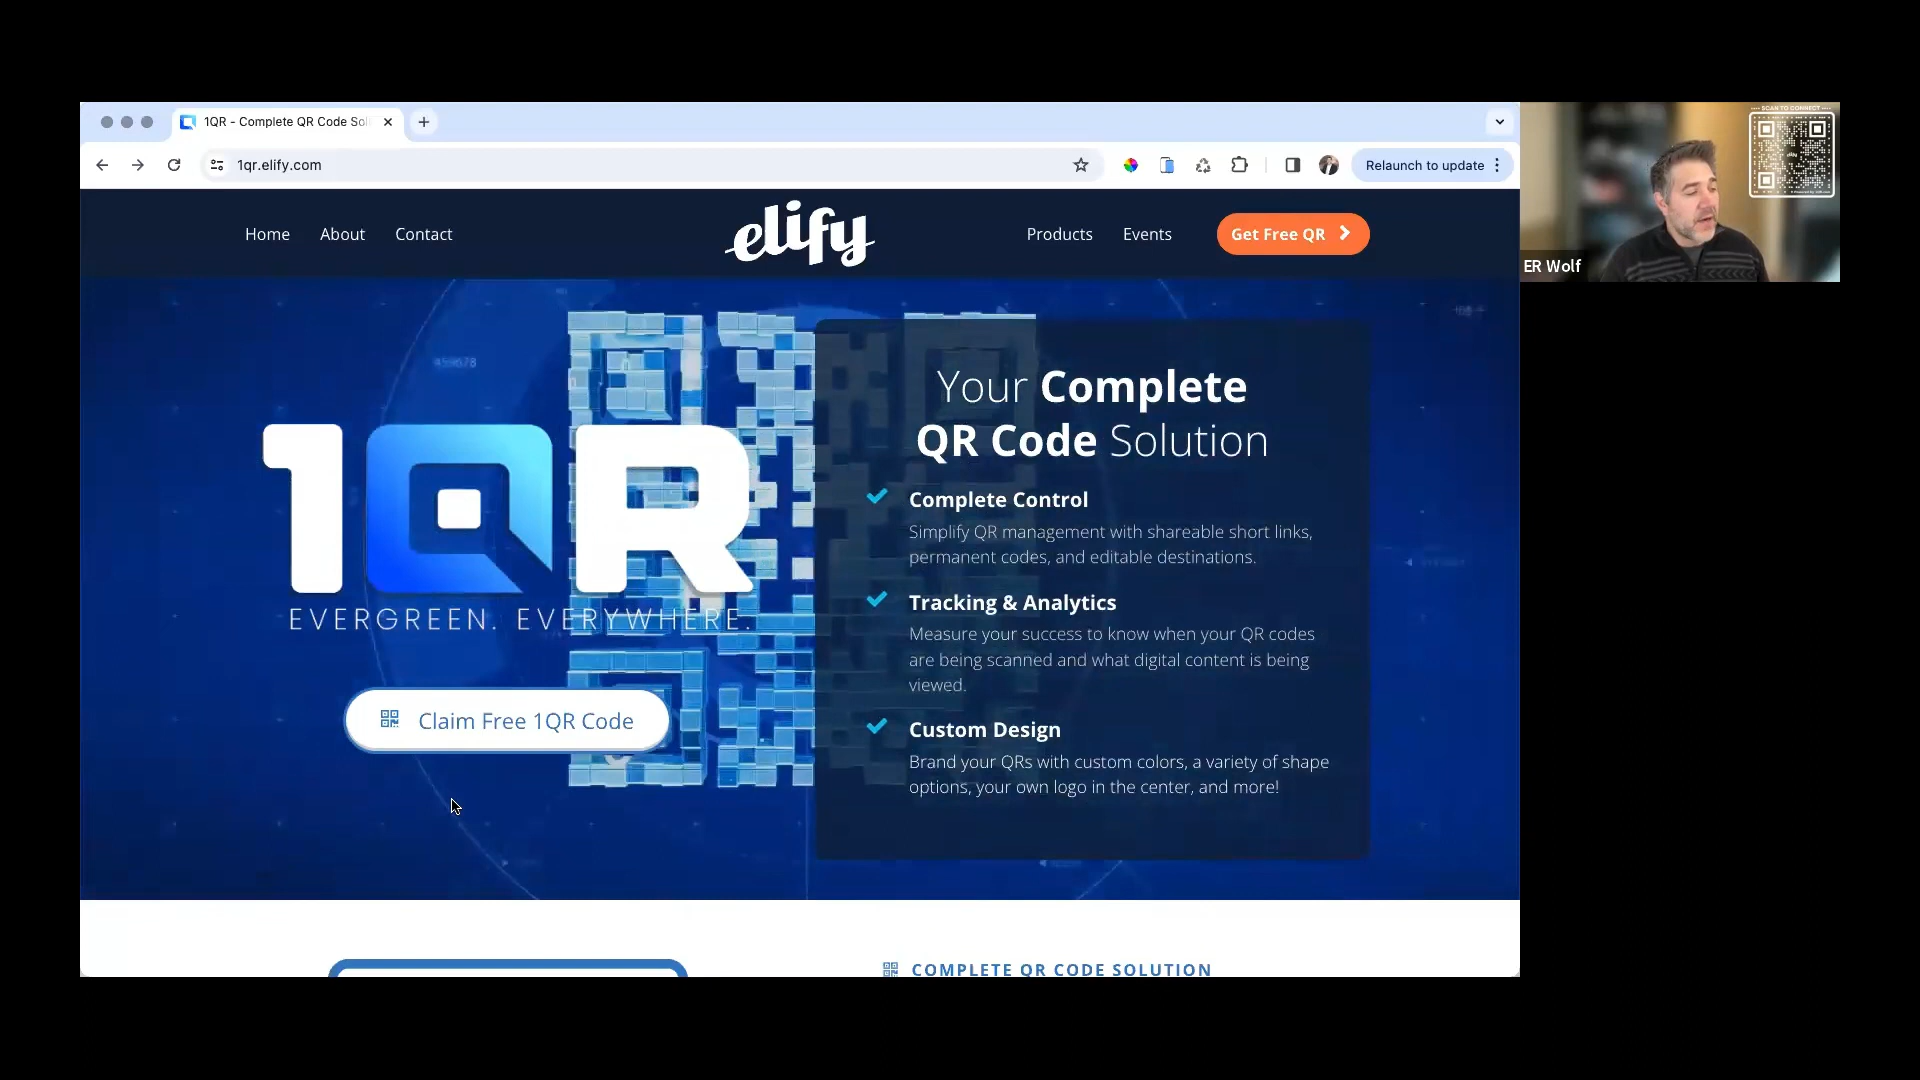 1QR - Complete QR Code Sol
1qr.elify.com
Relaunch to update
Home
About
Contact
elify
Products
Events
Get Free QR
1QR
EVERGREEN. EVERYWHERE.
Claim Free 1QR Code
Your Complete
QR Code Solution
Complete Control
Simplify QR management with shareable short links,
permanent codes, and editable destinations.
Tracking & Analytics
Measure your success to know when your QR codes
are being scanned and what digital content is being
viewed.
Custom Design
Brand your QRs with custom colors, a variety of shape
options, your own logo in the center, and more!
COMPLETE QR CODE SOLUTION
SCAN TO CONNECT
ER Wolf